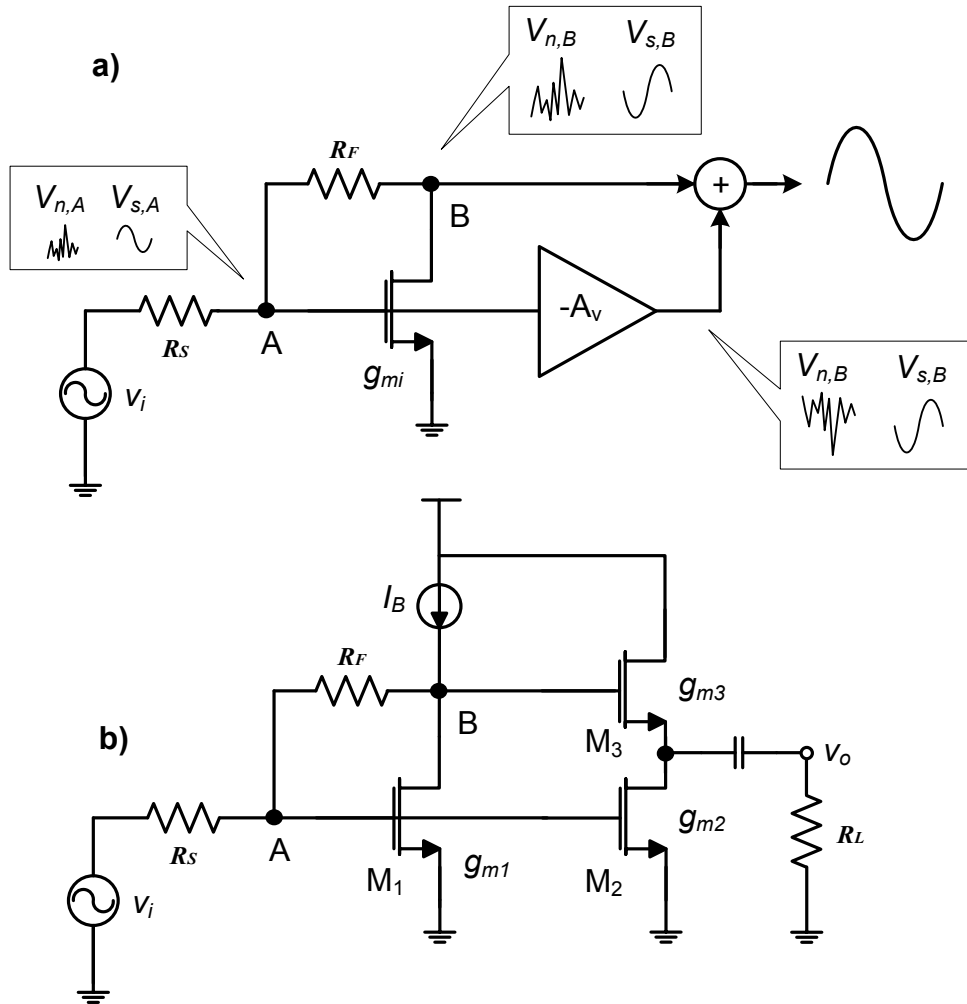 a)
V_{n,B} V_{s,B}
R_F
B
+
V_{n,A} V_{s,A}
R_S
A
g_{mi}
-A_v
v_i
V_{n,B} V_{s,B}
b)
I_B
R_F
B
g_{m3}
M_3
v_o
R_S
A
M_1
g_{m1}
M_2
g_{m2}
R_L
v_i